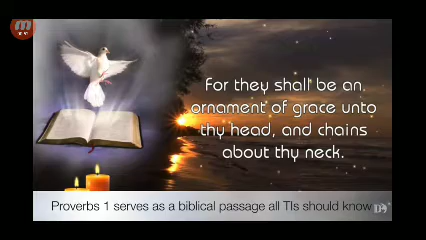 For they shall be an
ornament of grace unto
thy head, and chains
about thy neck.
Proverbs 1 serves as a biblical passage all TIs should know